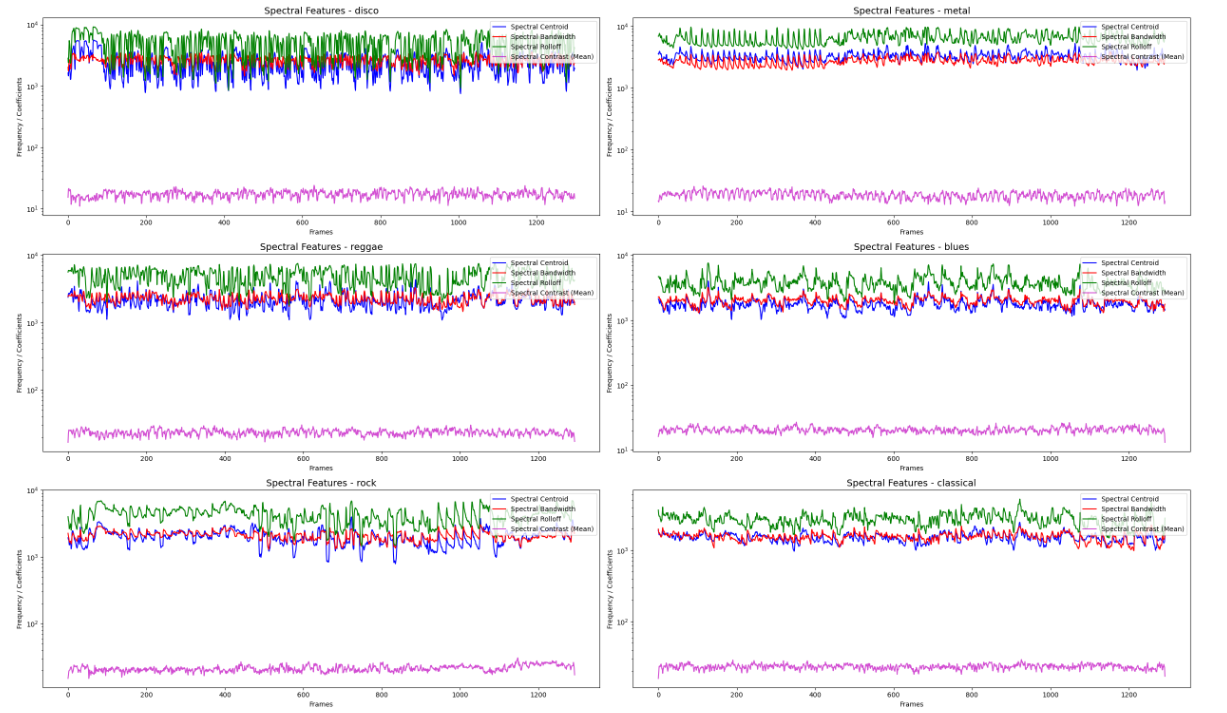 Spectral Features - disco
Spectral Centroid
Spectral Bandwidth
Spectral Rolloff
Spectral Contrast (Mean)
Frequency / Coefficients
10⁴
10³
10²
10¹
0 200 400 600 800 1000 1200
Frames
Spectral Features - metal
Spectral Centroid
Spectral Bandwidth
Spectral Rolloff
Spectral Contrast (Mean)
Frequency / Coefficients
10⁴
10³
10²
10¹
0 200 400 600 800 1000 1200
Frames
Spectral Features - reggae
Spectral Centroid
Spectral Bandwidth
Spectral Rolloff
Spectral Contrast (Mean)
Frequency / Coefficients
10⁴
10³
10²
0 200 400 600 800 1000 1200
Frames
Spectral Features - blues
Spectral Centroid
Spectral Bandwidth
Spectral Rolloff
Spectral Contrast (Mean)
Frequency / Coefficients
10⁴
10³
10²
10¹
0 200 400 600 800 1000 1200
Frames
Spectral Features - rock
Spectral Centroid
Spectral Bandwidth
Spectral Rolloff
Spectral Contrast (Mean)
Frequency / Coefficients
10⁴
10³
10²
0 200 400 600 800 1000 1200
Frames
Spectral Features - classical
Spectral Centroid
Spectral Bandwidth
Spectral Rolloff
Spectral Contrast (Mean)
Frequency / Coefficients
10³
10²
0 200 400 600 800 1000 1200
Frames